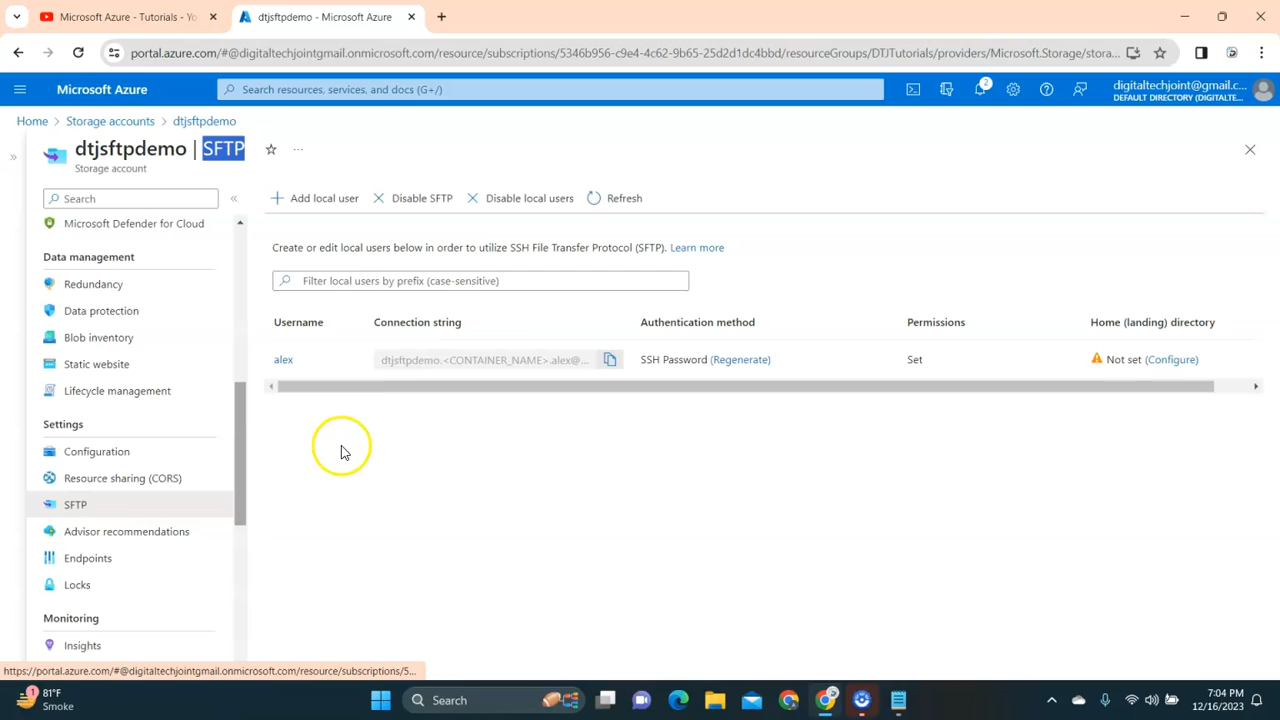 Microsoft Azure - Tutorials - Yo
dtjsftpdemo - Microsoft Azure
portal.azure.com/#@digitaltechjointgmail.onmicrosoft.com/resource/subscriptions/5346b956-c9e4-4c62-9b65-25d2d1dc4bbd/resourceGroups/DTJTutorials/providers/Microsoft.Storage/stora...
Microsoft Azure
Search resources, services, and docs (G+/)
2
digitaltechjoint@gmail.c...
DEFAULT DIRECTORY (DIGITALTE...
Home > Storage accounts > dtjsftpdemo
dtjsftpdemo | SFTP
Storage account
Search
Add local user
Disable SFTP
Disable local users
Refresh
Microsoft Defender for Cloud
Data management
Redundancy
Data protection
Blob inventory
Static website
Lifecycle management
Settings
Configuration
Resource sharing (CORS)
SFTP
Advisor recommendations
Endpoints
Locks
Monitoring
Insights
Create or edit local users below in order to utilize SSH File Transfer Protocol (SFTP). Learn more
Filter local users by prefix (case-sensitive)
Username Connection string Authentication method Permissions Home (landing) directory
alex dtjsftpdemo.<CONTAINER_NAME>.alex@... SSH Password (Regenerate) Set Not set (Configure)
https://portal.azure.com/#@digitaltechjointgmail.onmicrosoft.com/resource/subscriptions/5...
1
81°F
Smoke
Search
7:04 PM
12/16/2023